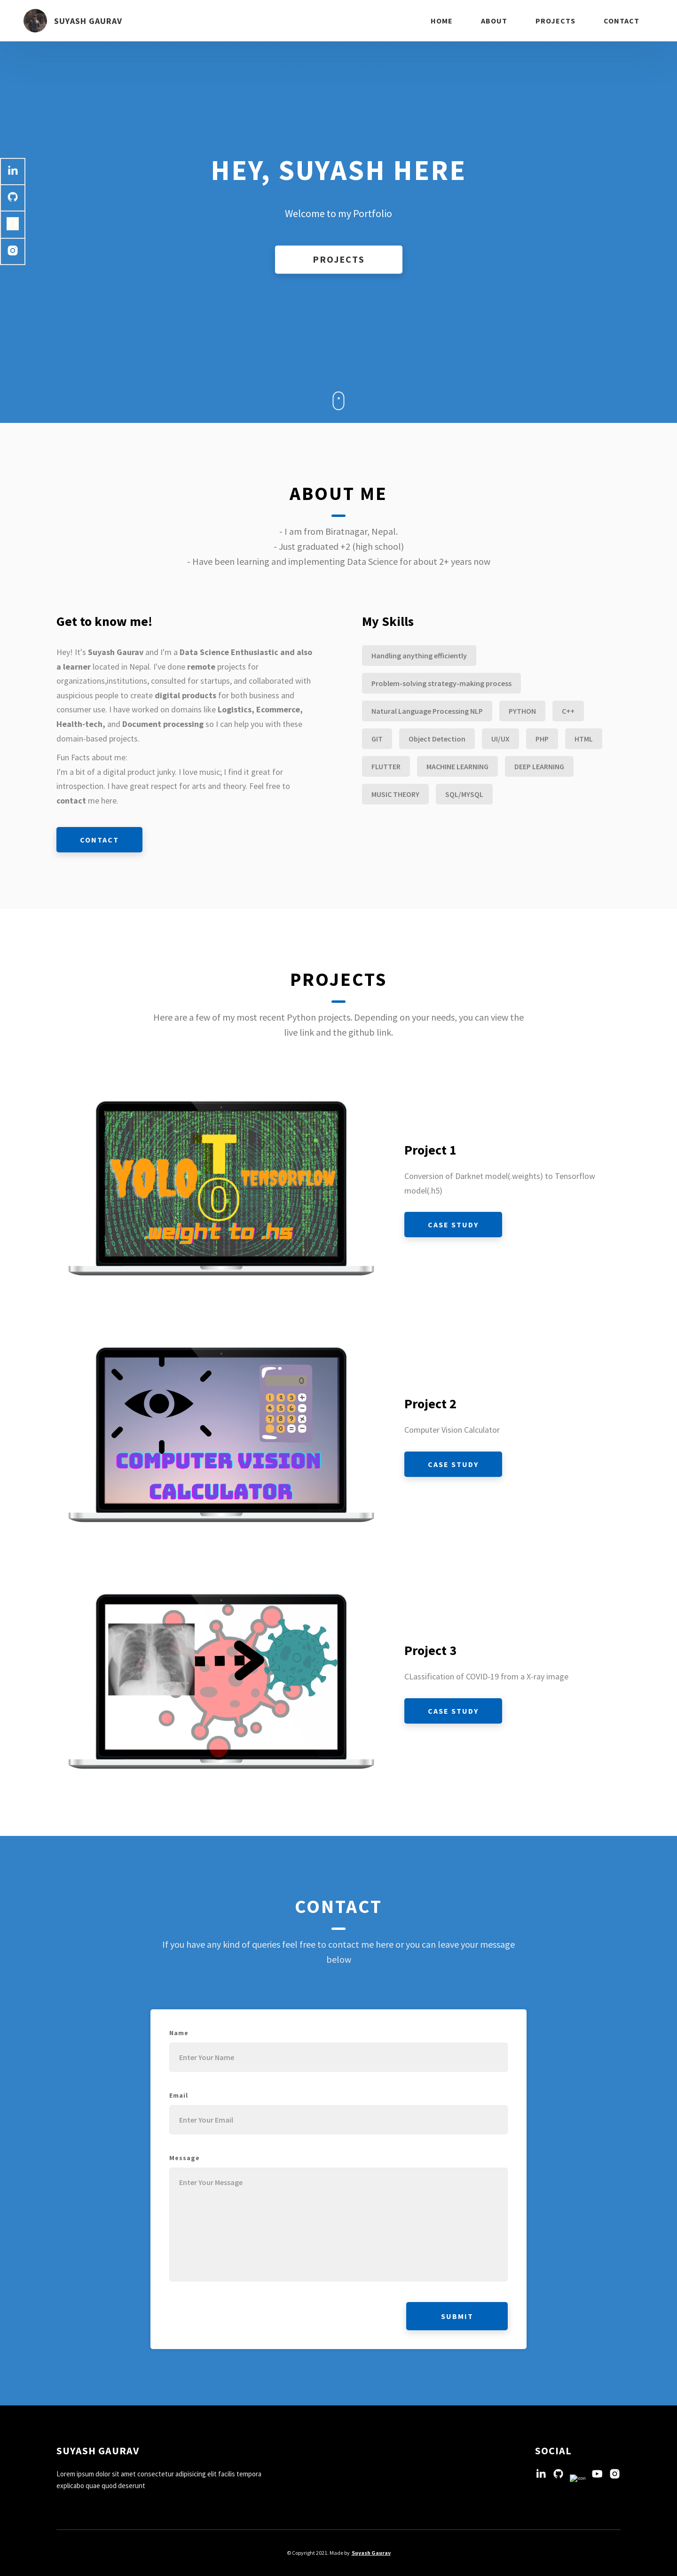 SUYASH GAURAV
HOME ABOUT PROJECTS CONTACT
HEY, SUYASH HERE
Welcome to my Portfolio
PROJECTS
ABOUT ME
- I am from Biratnagar, Nepal.
- Just graduated +2 (high school)
- Have been learning and implementing Data Science for about 2+ years now
Get to know me!
Hey! It's Suyash Gaurav and I'm a Data Science Enthusiastic and also
a learner located in Nepal. I've done remote projects for
organizations,institutions, consulted for startups, and collaborated with
auspicious people to create digital products for both business and
consumer use. I have worked on domains like Logistics, Ecommerce,
Health-tech, and Document processing so I can help you with these
domain-based projects.
Fun Facts about me:
I'm a bit of a digital product junky. I love music; I find it great for
introspection. I have great respect for arts and theory. Feel free to
contact me here.
CONTACT
My Skills
Handling anything efficiently
Problem-solving strategy-making process
Natural Language Processing NLP PYTHON C++
GIT Object Detection UI/UX PHP HTML
FLUTTER MACHINE LEARNING DEEP LEARNING
MUSIC THEORY SQL/MYSQL
PROJECTS
Here are a few of my most recent Python projects. Depending on your needs, you can view the
live link and the github link.
YOLO TO TENSORFLOW
.weight to .hs
Project 1
Conversion of Darknet model(.weights) to Tensorflow
model(.h5)
CASE STUDY
COMPUTER VISION
CALCULATOR
Project 2
Computer Vision Calculator
CASE STUDY
Project 3
CLassification of COVID-19 from a X-ray image
CASE STUDY
CONTACT
If you have any kind of queries feel free to contact me here or you can leave your message
below
Name
Enter Your Name
Email
Enter Your Email
Message
Enter Your Message
SUBMIT
SUYASH GAURAV
Lorem ipsum dolor sit amet consectetur adipisicing elit facilis tempora
explicabo quae quod deserunt
SOCIAL
© Copyright 2021. Made by Suyash Gaurav